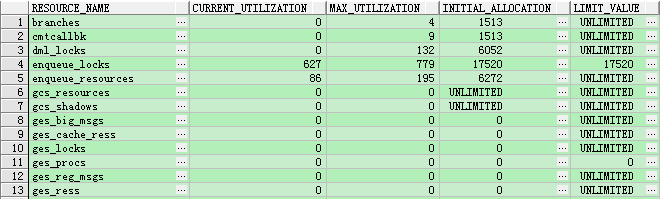 RESOURCE_NAME CURRENT_UTILIZATION MAX_UTILIZATION INITIAL_ALLOCATION LIMIT_VALUE
1 branches ... 0 4 1513 ... UNLIMITED ...
2 cmtcallbk ... 0 9 1513 ... UNLIMITED ...
3 dml_locks ... 0 132 6052 ... UNLIMITED ...
4 enqueue_locks ... 627 779 17520 ... 17520 ...
5 enqueue_resources ... 86 195 6272 ... UNLIMITED ...
6 gcs_resources ... 0 0 UNLIMITED ... UNLIMITED ...
7 gcs_shadows ... 0 0 UNLIMITED ... UNLIMITED ...
8 ges_big_msgs ... 0 0 0 ... UNLIMITED ...
9 ges_cache_ress ... 0 0 0 ... UNLIMITED ...
10 ges_locks ... 0 0 0 ... UNLIMITED ...
11 ges_procs ... 0 0 0 ... 0 ...
12 ges_reg_msgs ... 0 0 0 ... UNLIMITED ...
13 ges_ress ... 0 0 0 ... UNLIMITED ...